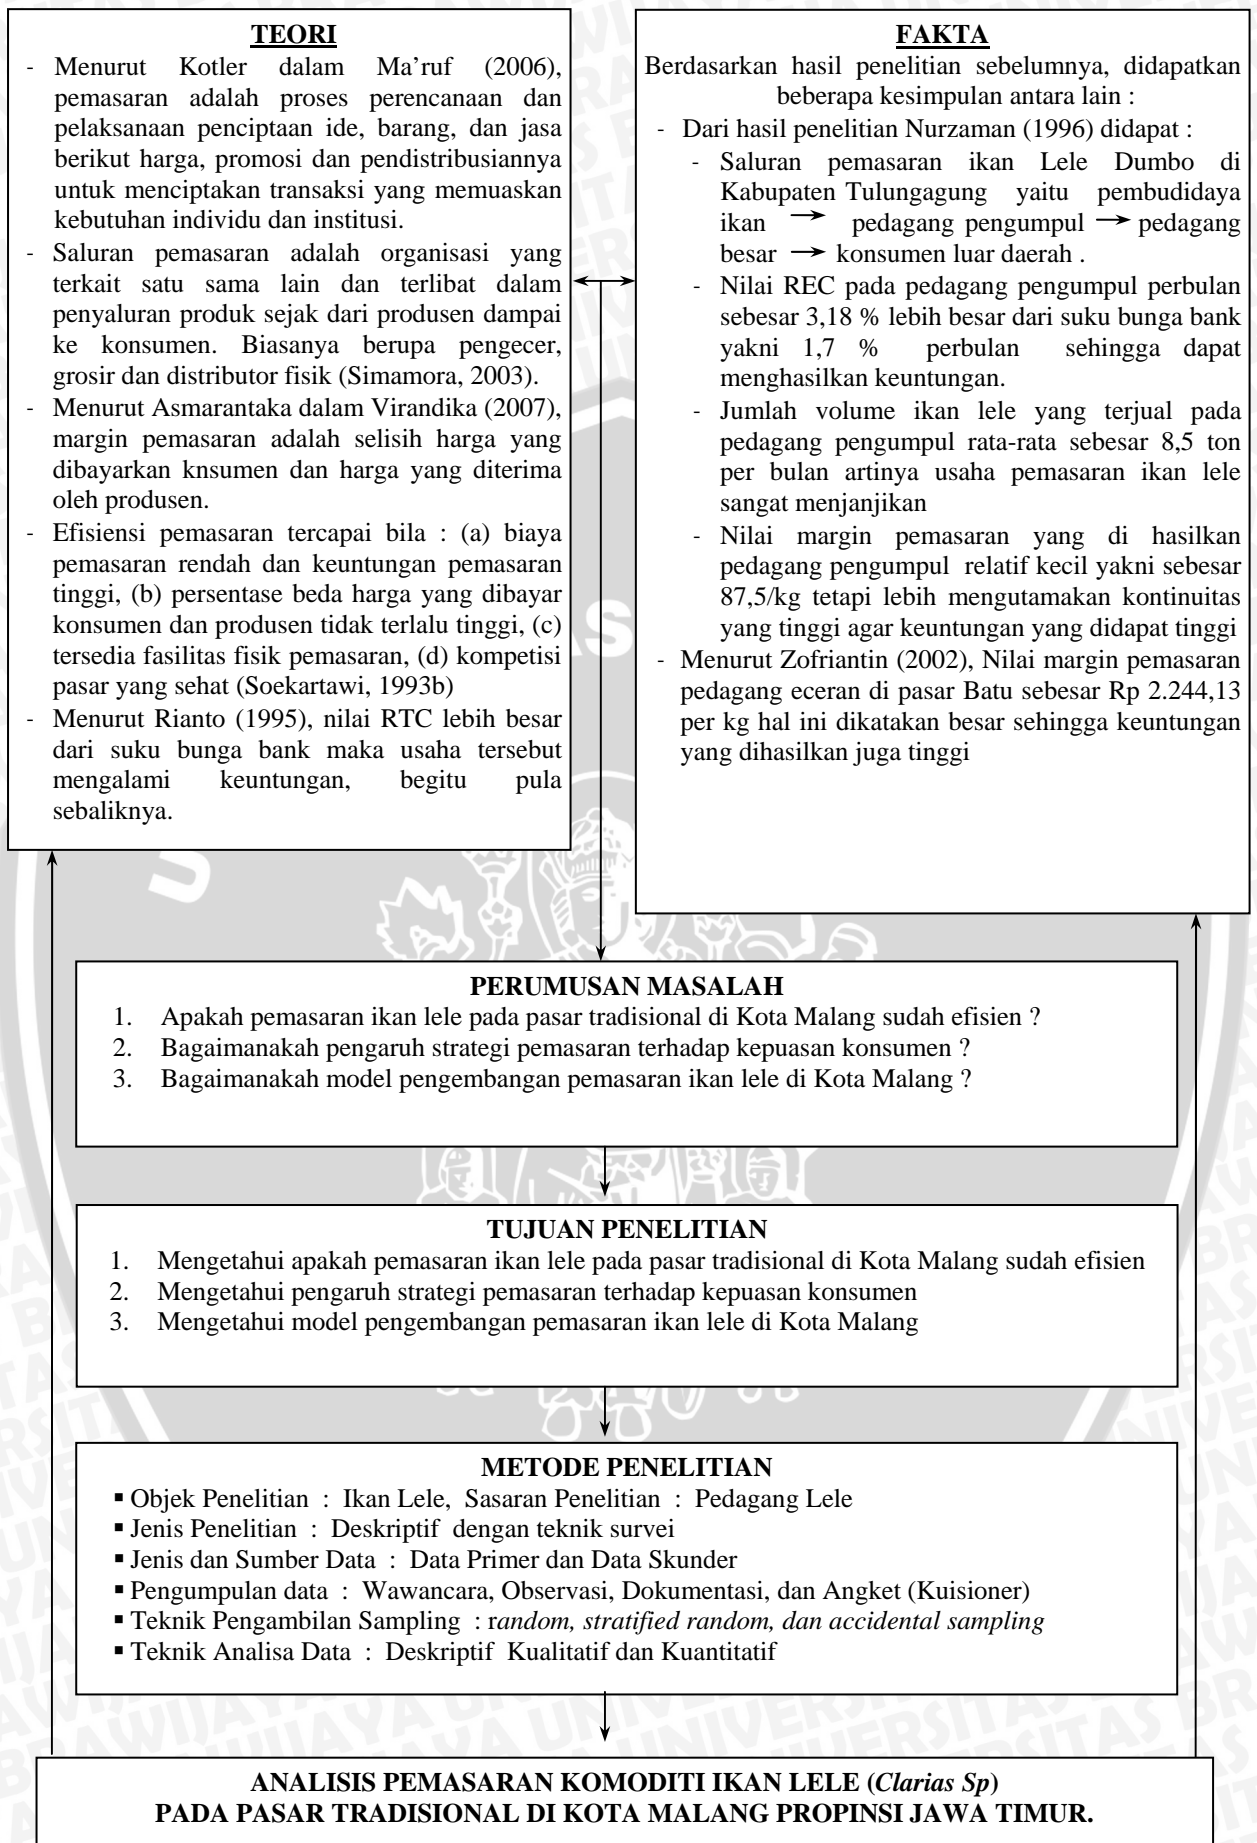 TEORI
- Menurut Kotler dalam Ma’ruf (2006),
pemasaran adalah proses perencanaan dan
pelaksanaan penciptaan ide, barang, dan jasa
berikut harga, promosi dan pendistribusiannya
untuk menciptakan transaksi yang memuaskan
kebutuhan individu dan institusi.
- Saluran pemasaran adalah organisasi yang
terkait satu sama lain dan terlibat dalam
penyaluran produk sejak dari produsen dampai
ke konsumen. Biasanya berupa pengecer,
grosir dan distributor fisik (Simamora, 2003).
- Menurut Asmarantaka dalam Virandika (2007),
margin pemasaran adalah selisih harga yang
dibayarkan knsumen dan harga yang diterima
oleh produsen.
- Efisiensi pemasaran tercapai bila : (a) biaya
pemasaran rendah dan keuntungan pemasaran
tinggi, (b) persentase beda harga yang dibayar
konsumen dan produsen tidak terlalu tinggi, (c)
tersedia fasilitas fisik pemasaran, (d) kompetisi
pasar yang sehat (Soekartawi, 1993b)
- Menurut Rianto (1995), nilai RTC lebih besar
dari suku bunga bank maka usaha tersebut
mengalami keuntungan, begitu pula
sebaliknya.
FAKTA
Berdasarkan hasil penelitian sebelumnya, didapatkan
beberapa kesimpulan antara lain :
- Dari hasil penelitian Nurzaman (1996) didapat :
- Saluran pemasaran ikan Lele Dumbo di
Kabupaten Tulungagung yaitu pembudidaya
ikan → pedagang pengumpul → pedagang
besar → konsumen luar daerah .
- Nilai REC pada pedagang pengumpul perbulan
sebesar 3,18 % lebih besar dari suku bunga bank
yakni 1,7 % perbulan sehingga dapat
menghasilkan keuntungan.
- Jumlah volume ikan lele yang terjual pada
pedagang pengumpul rata-rata sebesar 8,5 ton
per bulan artinya usaha pemasaran ikan lele
sangat menjanjikan
- Nilai margin pemasaran yang di hasilkan
pedagang pengumpul relatif kecil yakni sebesar
87,5/kg tetapi lebih mengutamakan kontinuitas
yang tinggi agar keuntungan yang didapat tinggi
- Menurut Zofriantin (2002), Nilai margin pemasaran
pedagang eceran di pasar Batu sebesar Rp 2.244,13
per kg hal ini dikatakan besar sehingga keuntungan
yang dihasilkan juga tinggi
PERUMUSAN MASALAH
1. Apakah pemasaran ikan lele pada pasar tradisional di Kota Malang sudah efisien ?
2. Bagaimanakah pengaruh strategi pemasaran terhadap kepuasan konsumen ?
3. Bagaimanakah model pengembangan pemasaran ikan lele di Kota Malang ?
TUJUAN PENELITIAN
1. Mengetahui apakah pemasaran ikan lele pada pasar tradisional di Kota Malang sudah efisien
2. Mengetahui pengaruh strategi pemasaran terhadap kepuasan konsumen
3. Mengetahui model pengembangan pemasaran ikan lele di Kota Malang
METODE PENELITIAN
▪ Objek Penelitian : Ikan Lele, Sasaran Penelitian : Pedagang Lele
▪ Jenis Penelitian : Deskriptif dengan teknik survei
▪ Jenis dan Sumber Data : Data Primer dan Data Skunder
▪ Pengumpulan data : Wawancara, Observasi, Dokumentasi, dan Angket (Kuisioner)
▪ Teknik Pengambilan Sampling : random, stratified random, dan accidental sampling
▪ Teknik Analisa Data : Deskriptif Kualitatif dan Kuantitatif
ANALISIS PEMASARAN KOMODITI IKAN LELE (Clarias Sp)
PADA PASAR TRADISIONAL DI KOTA MALANG PROPINSI JAWA TIMUR.